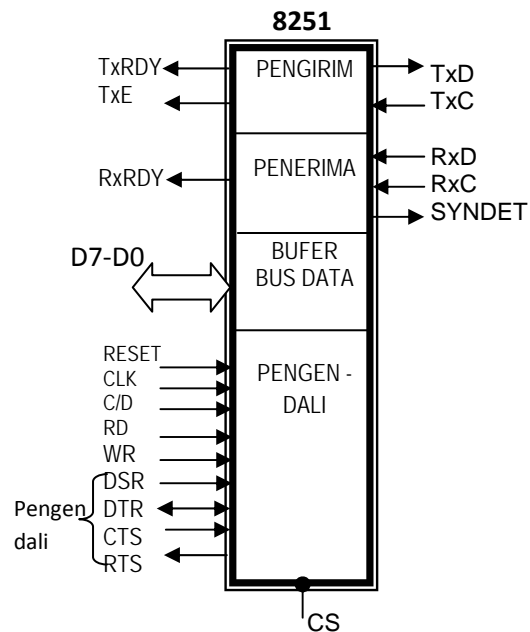 8251
TxRDY
TxE
PENGIRIM
TxD
TxC
RxRDY
PENERIMA
RxD
RxC
SYNDET
D7-D0
BUFER
BUS DATA
RESET
CLK
C/D
RD
WR
DSR
DTR
CTS
RTS
Pengen
dali
PENGEN -
DALI
CS